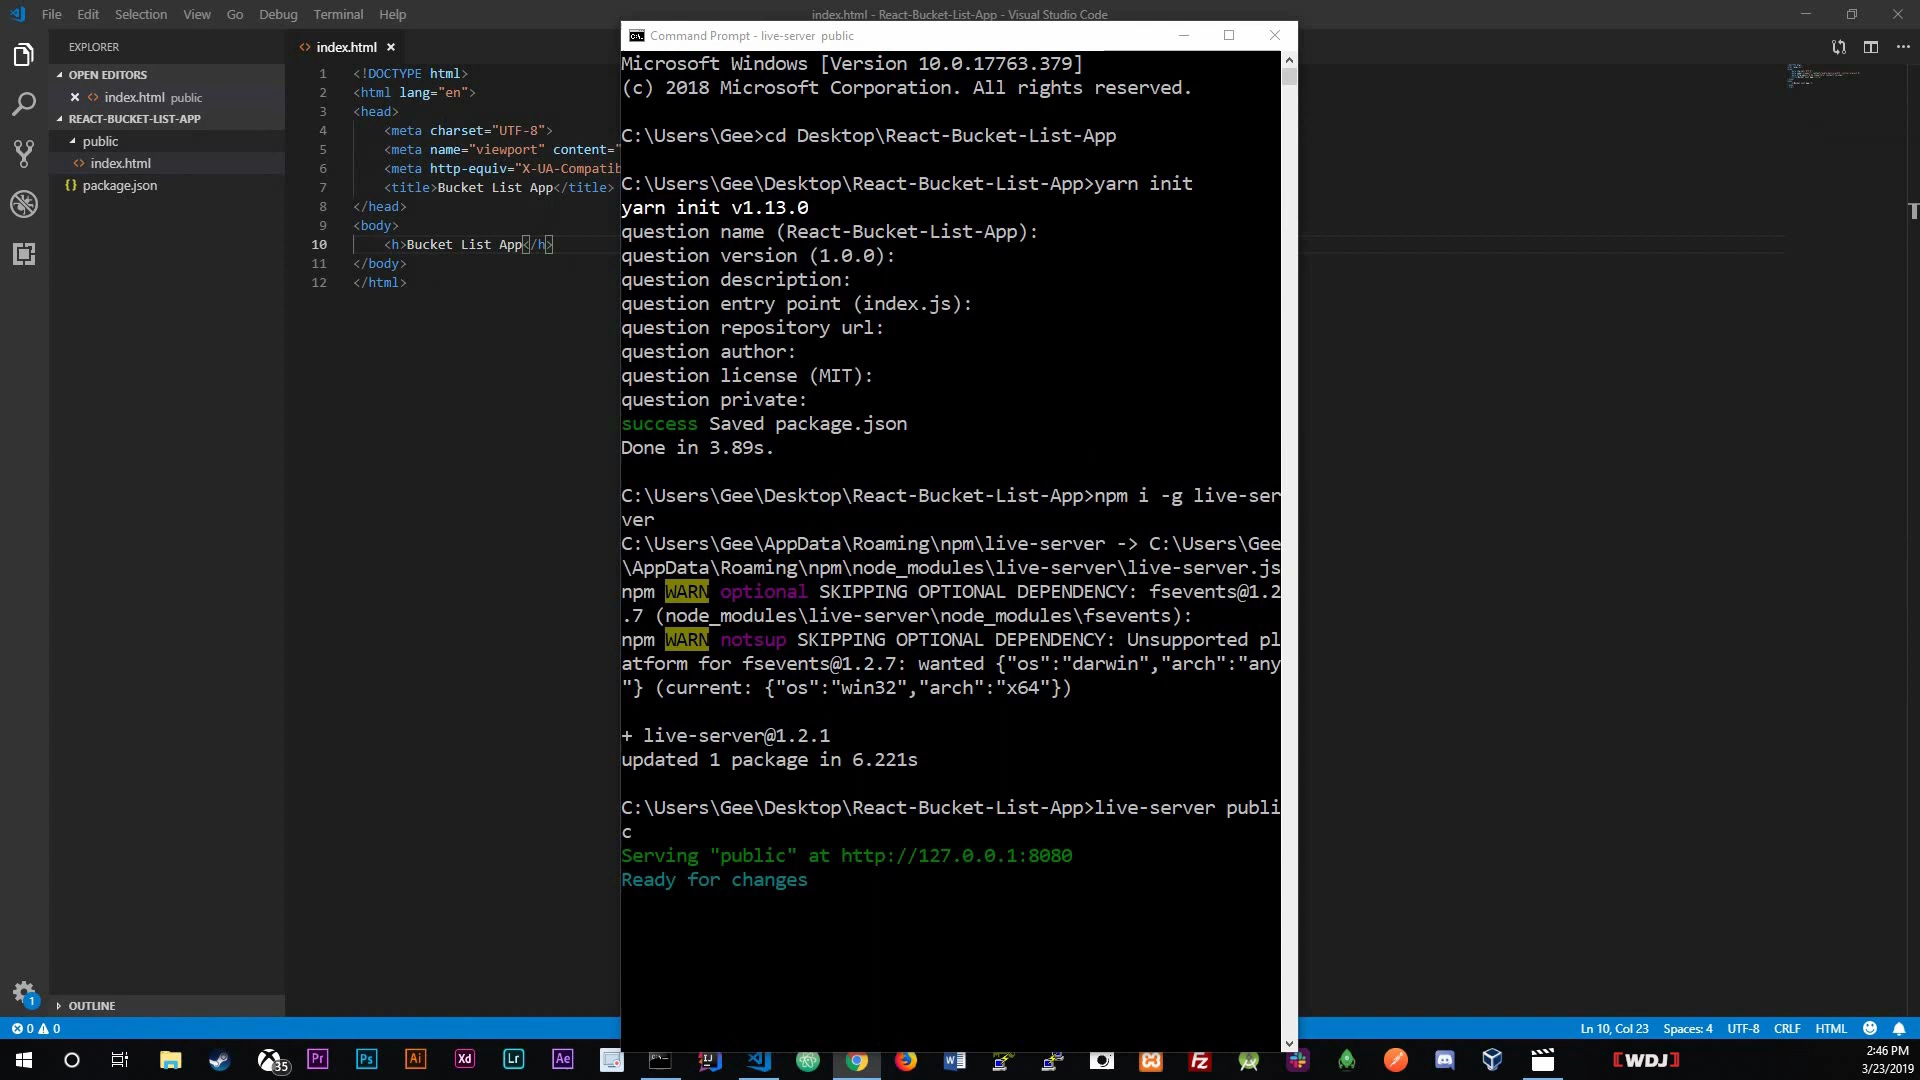 File Edit Selection View Go Debug Terminal Help
index.html - React-Bucket-List-App - Visual Studio Code
EXPLORER
OPEN EDITORS
index.html public
REACT-BUCKET-LIST-APP
public
index.html
package.json
OUTLINE
index.html
1 <!DOCTYPE html>
2 <html lang="en">
3 <head>
4 <meta charset="UTF-8">
5 <meta name="viewport" content="
6 <meta http-equiv="X-UA-Compatib
7 <title>Bucket List App</title>
8 </head>
9 <body>
10 <h>Bucket List App</h>
11 </body>
12 </html>
Command Prompt - live-server public
Microsoft Windows [Version 10.0.17763.379]
(c) 2018 Microsoft Corporation. All rights reserved.
C:\Users\Gee>cd Desktop\React-Bucket-List-App
C:\Users\Gee\Desktop\React-Bucket-List-App>yarn init
yarn init v1.13.0
question name (React-Bucket-List-App):
question version (1.0.0):
question description:
question entry point (index.js):
question repository url:
question author:
question license (MIT):
question private:
success Saved package.json
Done in 3.89s.
C:\Users\Gee\Desktop\React-Bucket-List-App>npm i -g live-ser
ver
C:\Users\Gee\AppData\Roaming\npm\live-server -> C:\Users\Gee
\AppData\Roaming\npm\node_modules\live-server\live-server.js
npm WARN optional SKIPPING OPTIONAL DEPENDENCY: fsevents@1.2
.7 (node_modules\live-server\node_modules\fsevents):
npm WARN notsup SKIPPING OPTIONAL DEPENDENCY: Unsupported pl
atform for fsevents@1.2.7: wanted {"os":"darwin","arch":"any
"} (current: {"os":"win32","arch":"x64"})
+ live-server@1.2.1
updated 1 package in 6.221s
C:\Users\Gee\Desktop\React-Bucket-List-App>live-server publi
c
Serving "public" at http://127.0.0.1:8080
Ready for changes
1
0 0
Ln 10, Col 23 Spaces: 4 UTF-8 CRLF HTML
35 Pr Ps Ai Xd Lr Ae
[WDJ]
2:46 PM
3/23/2019